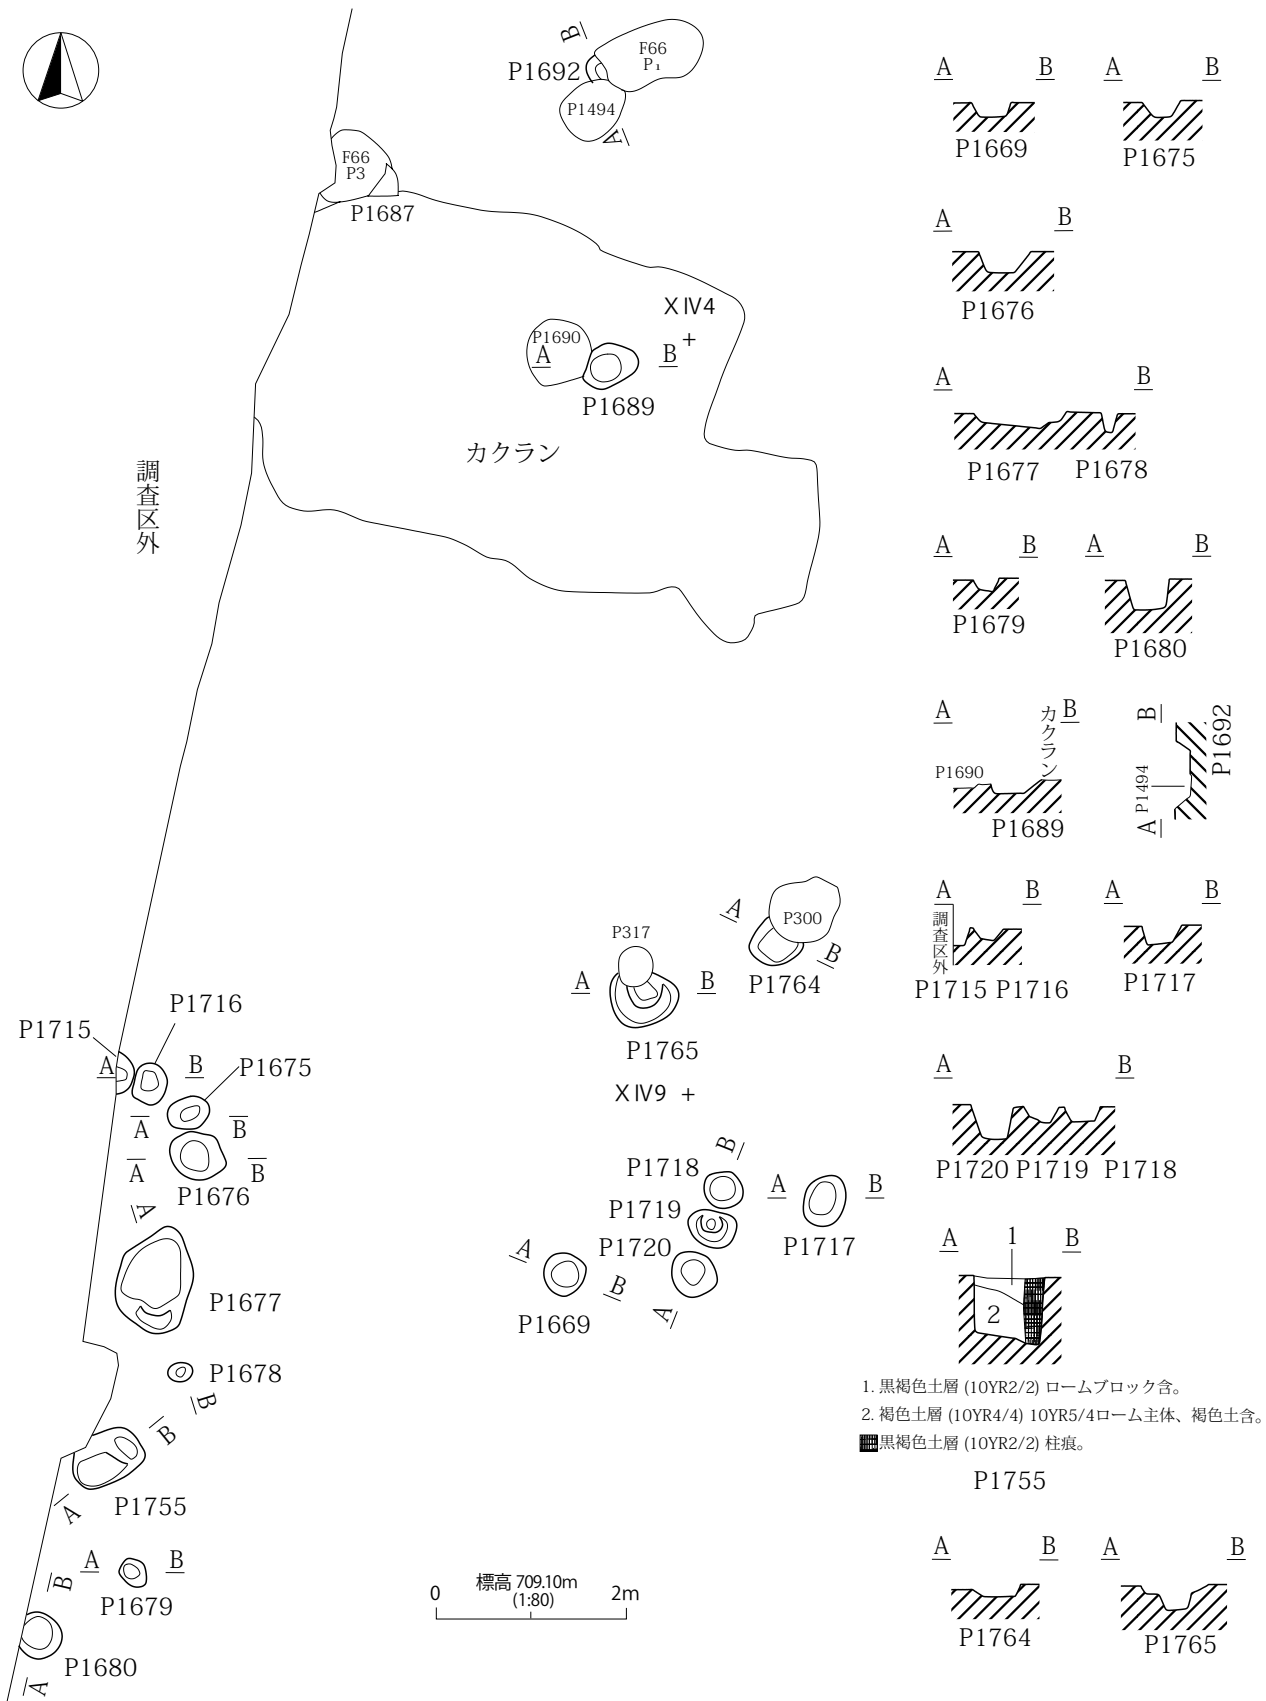 B
F66
P₁
P1692
P1494
A
F66
P3
P1687
XⅣ4
+
P1690
A
B
P1689
カクラン
調査区外
A
P300
B
P1764
P317
A
B
P1765
XⅣ9 +
P1716
P1715
A
B
P1675
A
B
A
B
P1676
A
P1677
P1678
B
B
A
P1755
A
B
P1679
B
P1680
A
B
P1718
P1719
P1720
A
A
B
P1717
A
B
P1669
0
標高 709.10m
(1:80)
2m
A B
P1669
A B
P1675
A B
P1676
A B
P1677 P1678
A B
P1679
A B
P1680
A B
カクラン
P1690
P1689
B
A
P1494
P1692
A B
調査区外
P1715 P1716
A B
P1717
A B
P1720 P1719 P1718
A 1 B
2
1. 黒褐色土層 (10YR2/2) ロームブロック含。
2. 褐色土層 (10YR4/4) 10YR5/4ローム主体、褐色土含。
黒褐色土層 (10YR2/2) 柱痕。
P1755
A B
P1764
A B
P1765